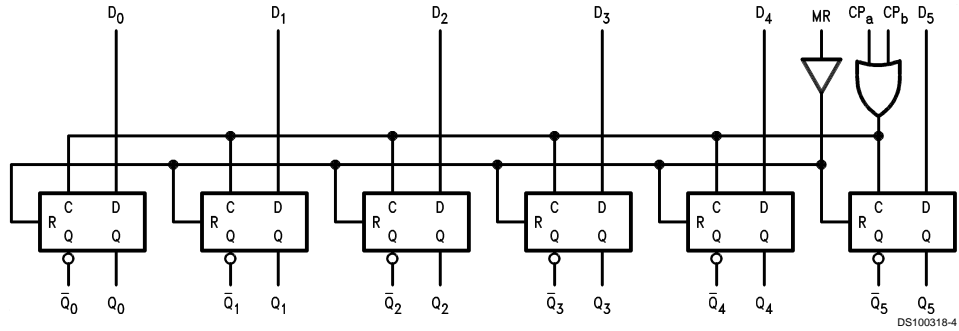 D0 D1 D2 D3 D4 MR CPa CPb D5
C D C D C D C D C D C D
R R R R R R
Q Q Q Q Q Q Q Q Q Q Q Q
Q̅0 Q0 Q̅1 Q1 Q̅2 Q2 Q̅3 Q3 Q̅4 Q4 Q̅5 Q5
DS100318-4